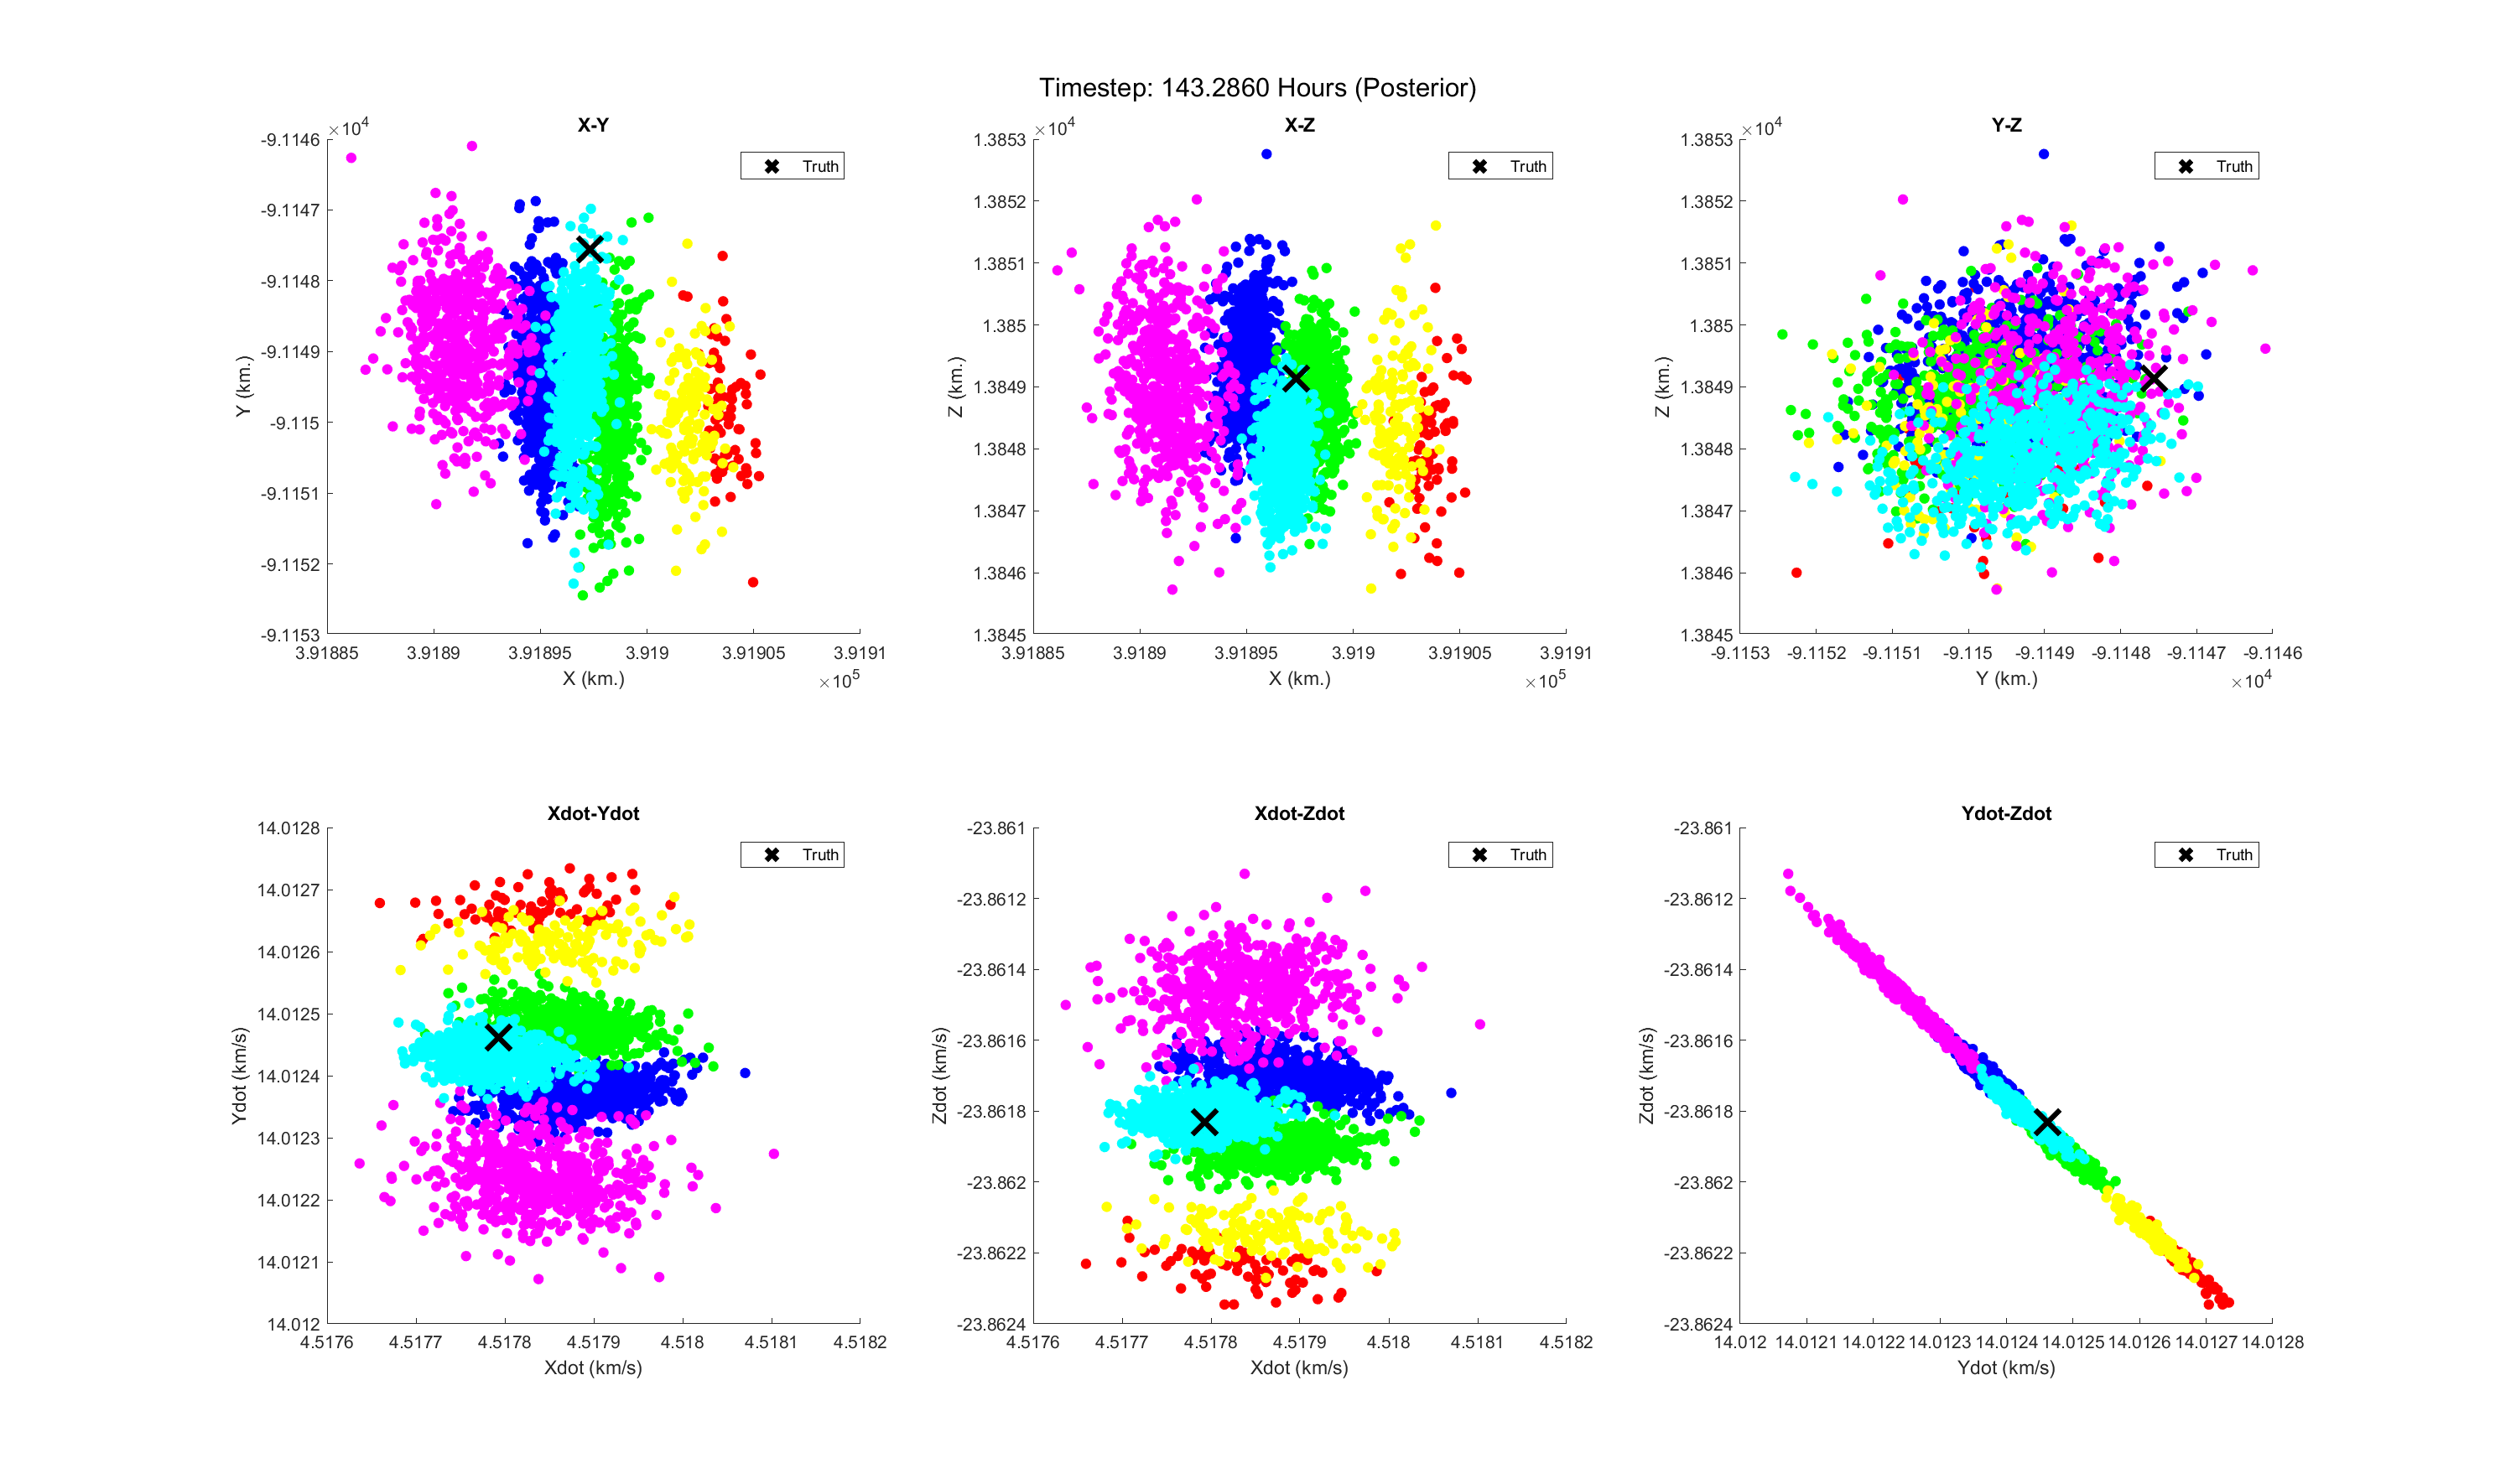 Timestep: 143.2860 Hours (Posterior)
X-Y
×10^4
-9.1146
-9.1147
-9.1148
-9.1149
-9.115
-9.1151
-9.1152
-9.1153
Y (km.)
3.91885 3.9189 3.91895 3.919 3.91905 3.9191
X (km.)
×10^5
Truth
X-Z
×10^4
1.3853
1.3852
1.3851
1.385
1.3849
1.3848
1.3847
1.3846
1.3845
Z (km.)
3.91885 3.9189 3.91895 3.919 3.91905 3.9191
X (km.)
×10^5
Truth
Y-Z
×10^4
1.3853
1.3852
1.3851
1.385
1.3849
1.3848
1.3847
1.3846
1.3845
Z (km.)
-9.1153 -9.1152 -9.1151 -9.115 -9.1149 -9.1148 -9.1147 -9.1146
Y (km.)
×10^4
Truth
Xdot-Ydot
14.0128
14.0127
14.0126
14.0125
14.0124
14.0123
14.0122
14.0121
14.012
Ydot (km/s)
4.5176 4.5177 4.5178 4.5179 4.518 4.5181 4.5182
Xdot (km/s)
Truth
Xdot-Zdot
-23.861
-23.8612
-23.8614
-23.8616
-23.8618
-23.862
-23.8622
-23.8624
Zdot (km/s)
4.5176 4.5177 4.5178 4.5179 4.518 4.5181 4.5182
Xdot (km/s)
Truth
Ydot-Zdot
-23.861
-23.8612
-23.8614
-23.8616
-23.8618
-23.862
-23.8622
-23.8624
Zdot (km/s)
14.012 14.0121 14.0122 14.0123 14.0124 14.0125 14.0126 14.0127 14.0128
Ydot (km/s)
Truth